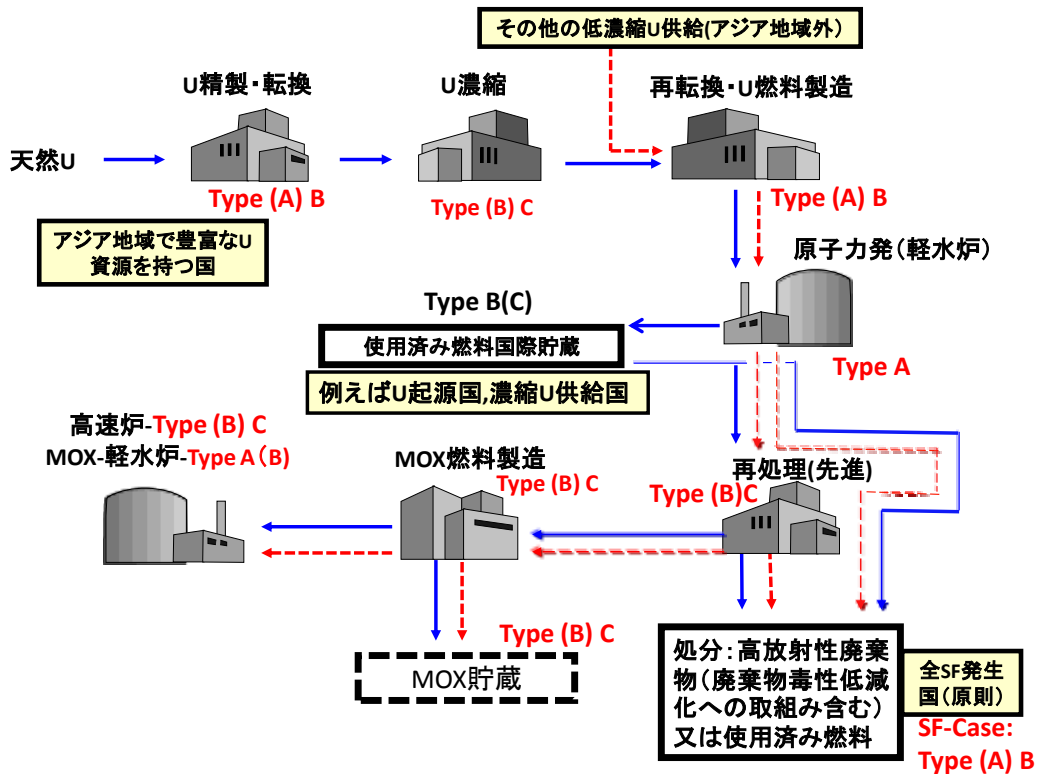 その他の低濃縮U供給(アジア地域外）
U精製・転換
U濃縮
再転換・U燃料製造
天然U
Type (A) B
Type (B) C
Type (A) B
アジア地域で豊富なU
資源を持つ国
原子力発（軽水炉）
Type B(C)
使用済み燃料国際貯蔵
Type A
例えばU起源国,濃縮U供給国
高速炉-Type (B) C
MOX-軽水炉-Type A（B)
MOX燃料製造
Type (B) C
再処理(先進)
Type (B)C
Type (B) C
MOX貯蔵
処分：高放射性廃棄
物（廃棄物毒性低減
化への取組み含む）
又は使用済み燃料
全SF発生
国（原則）
SF-Case:
Type (A) B